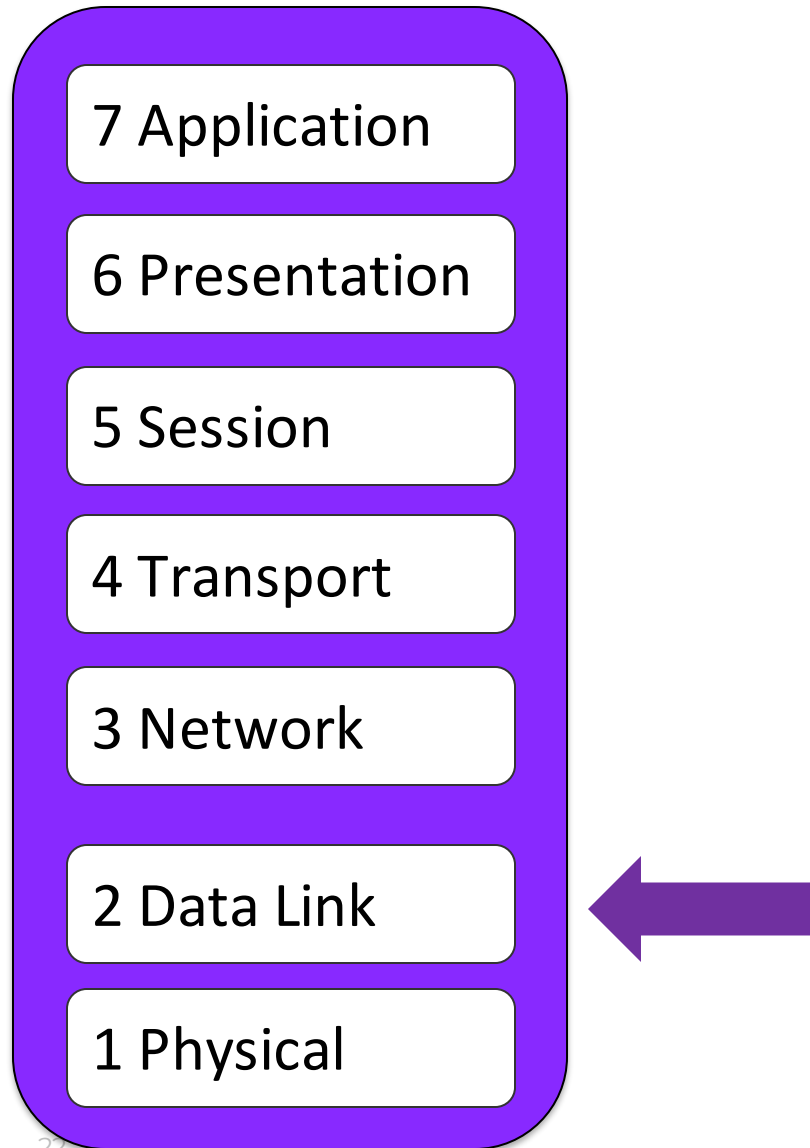 7 Application
6 Presentation
5 Session
4 Transport
3 Network
2 Data Link
1 Physical